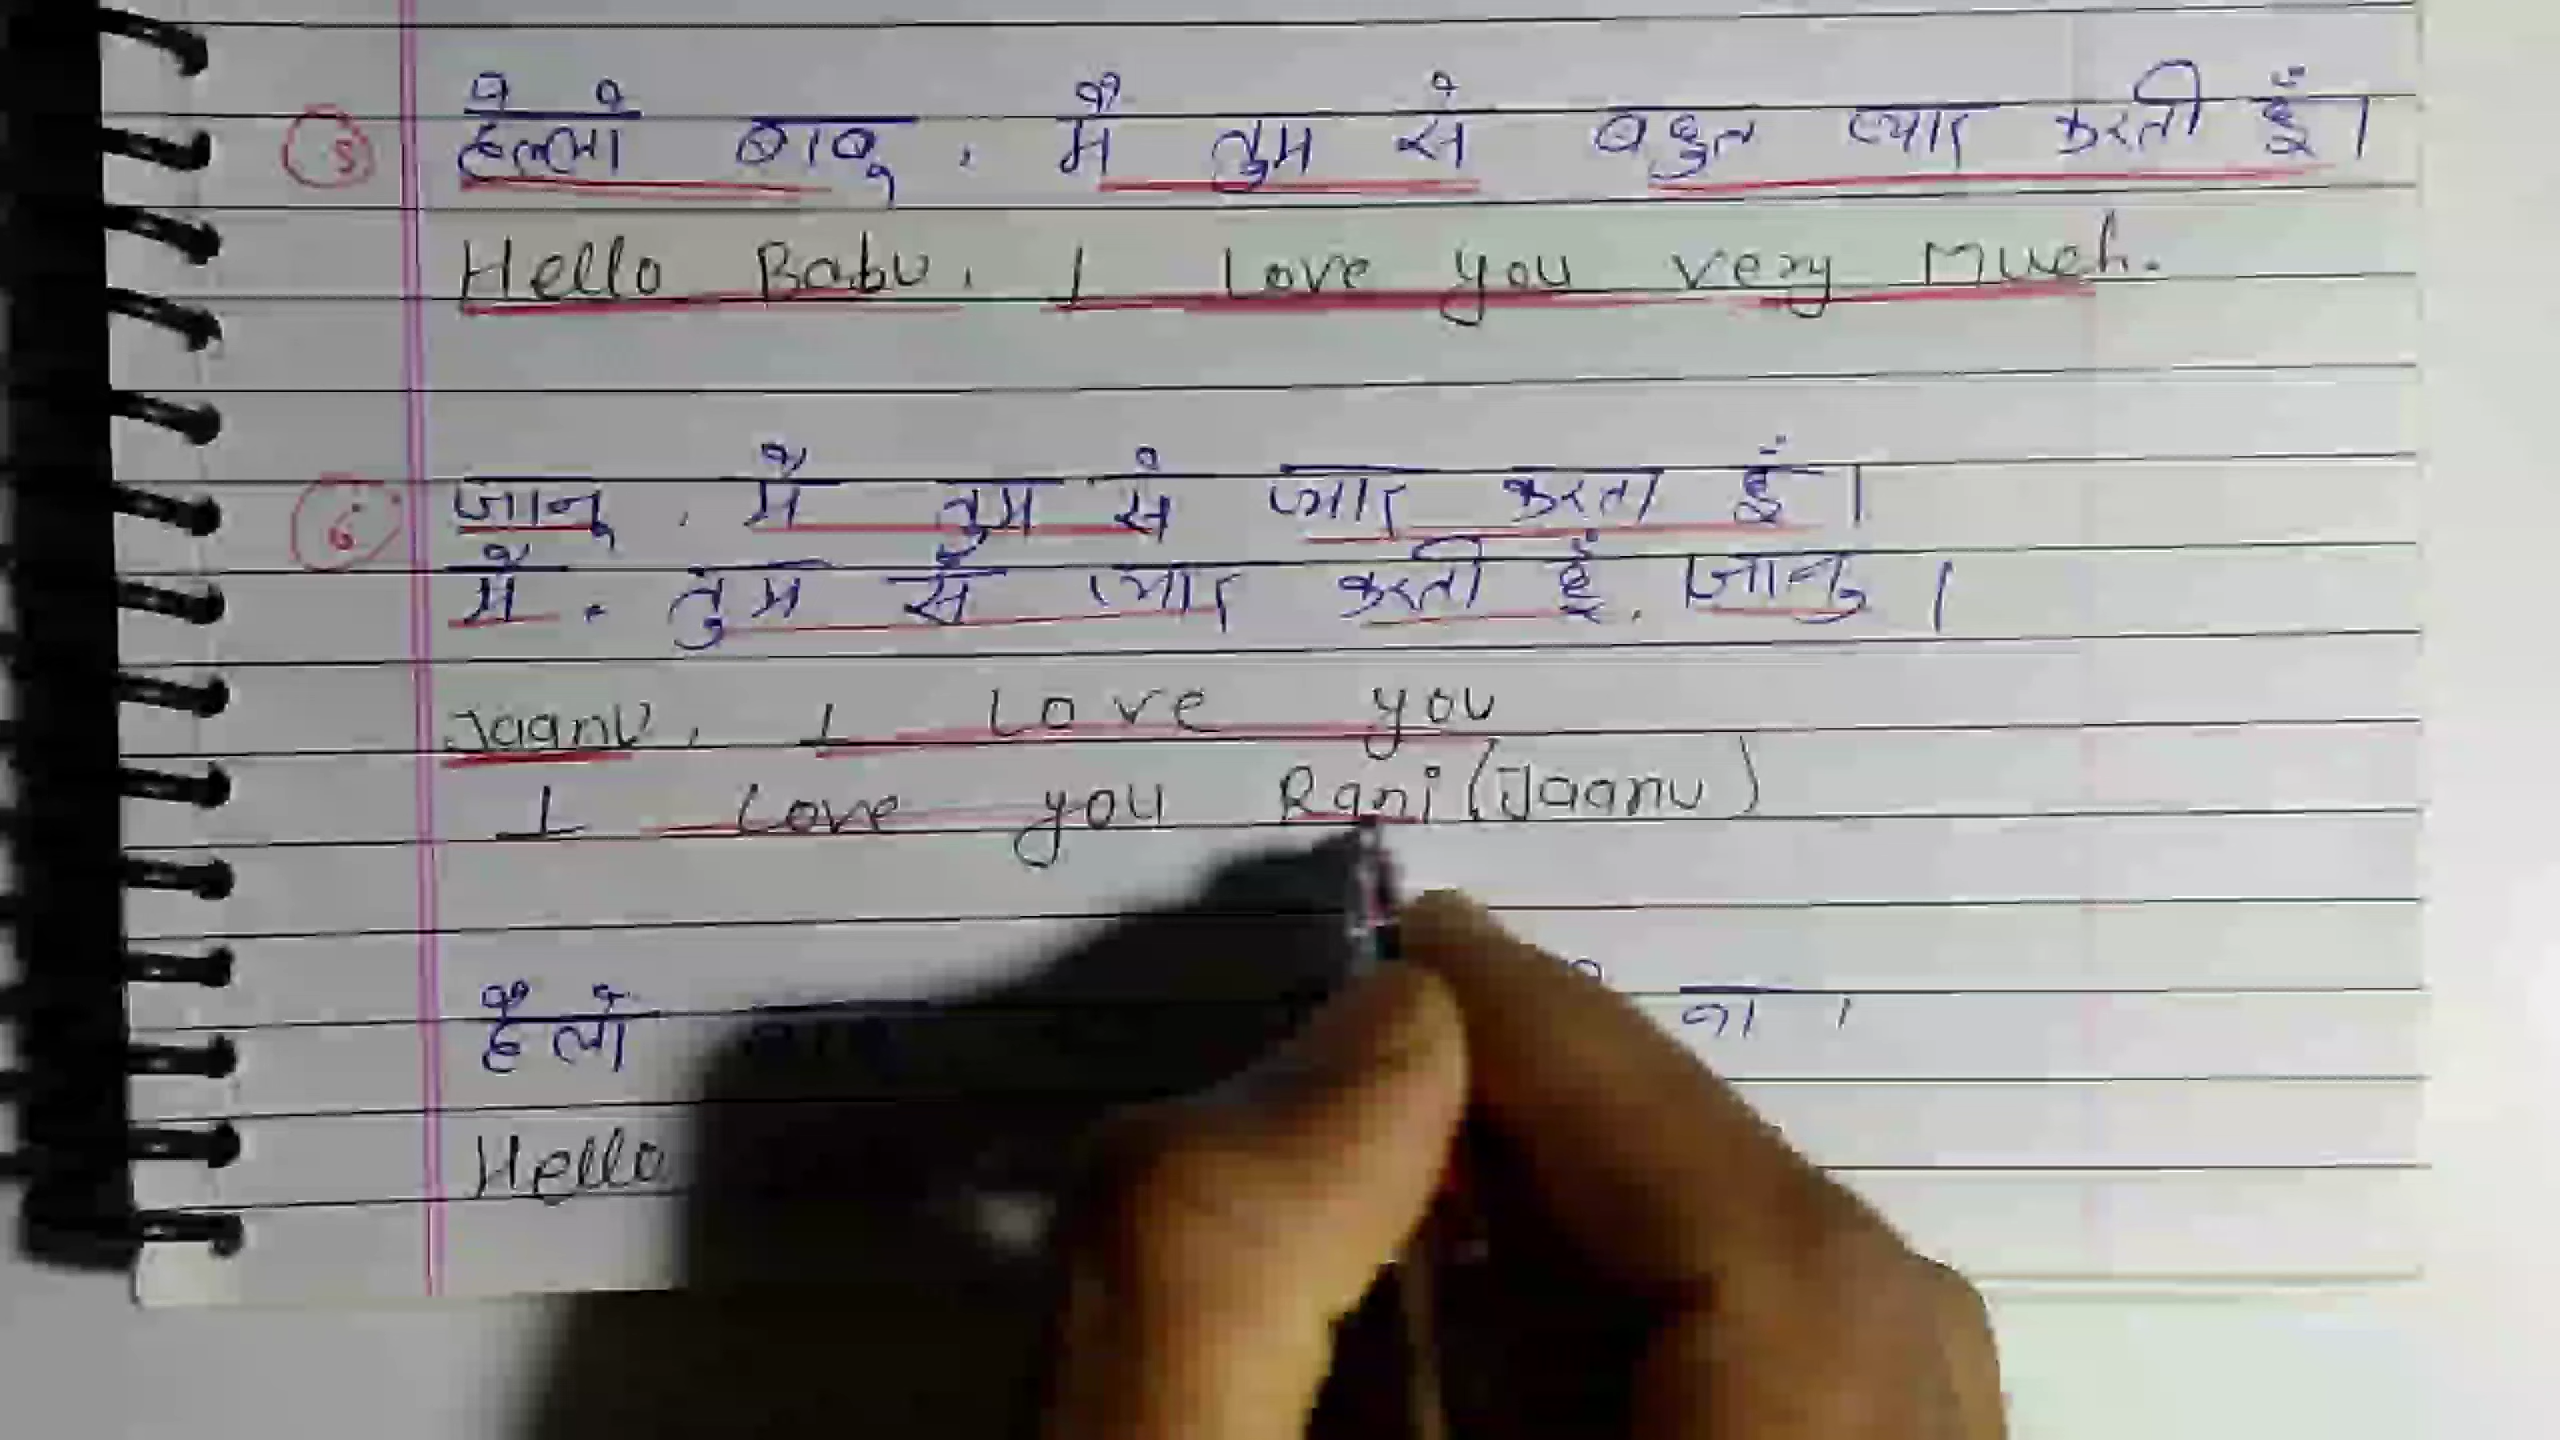 5 हेल्लो बाबू, मैं तुम से बहुत प्यार करती हूँ।
Hello Babu, I Love you very Much.
6 जानू, मैं तुम से प्यार करता हूँ।
मैं, तुम सें प्यार करती हूँ, जानु।
Jaanu, I Love you
I Love you Rani (Jaanu)
हैलो
Hello